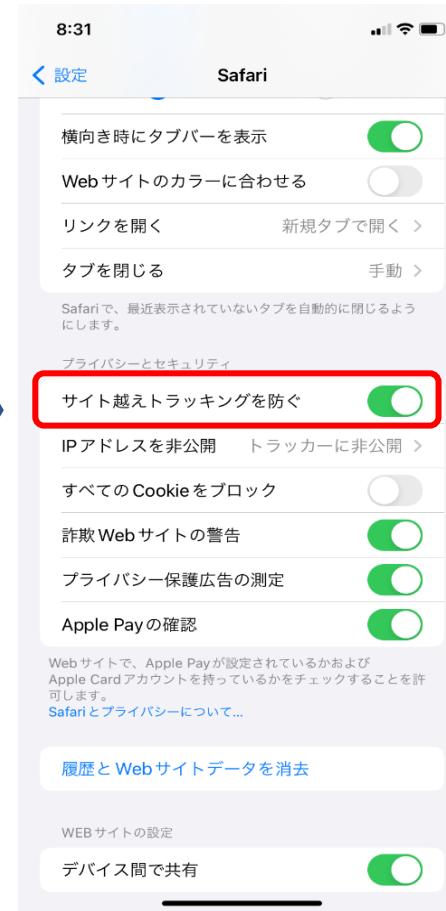 8:31
設定
Safari
横向き時にタブバーを表示
Webサイトのカラーに合わせる
リンクを開く 新規タブで開く
タブを閉じる 手動
Safariで、最近表示されていないタブを自動的に閉じるよう
にします。
プライバシーとセキュリティ
サイト越えトラッキングを防ぐ
IPアドレスを非公開 トラッカーに非公開
すべてのCookieをブロック
詐欺Webサイトの警告
プライバシー保護広告の測定
Apple Payの確認
Webサイトで、Apple Payが設定されているかおよび
Apple Cardアカウントを持っているかをチェックすることを許
可します。
Safariとプライバシーについて...
履歴とWebサイトデータを消去
WEBサイトの設定
デバイス間で共有